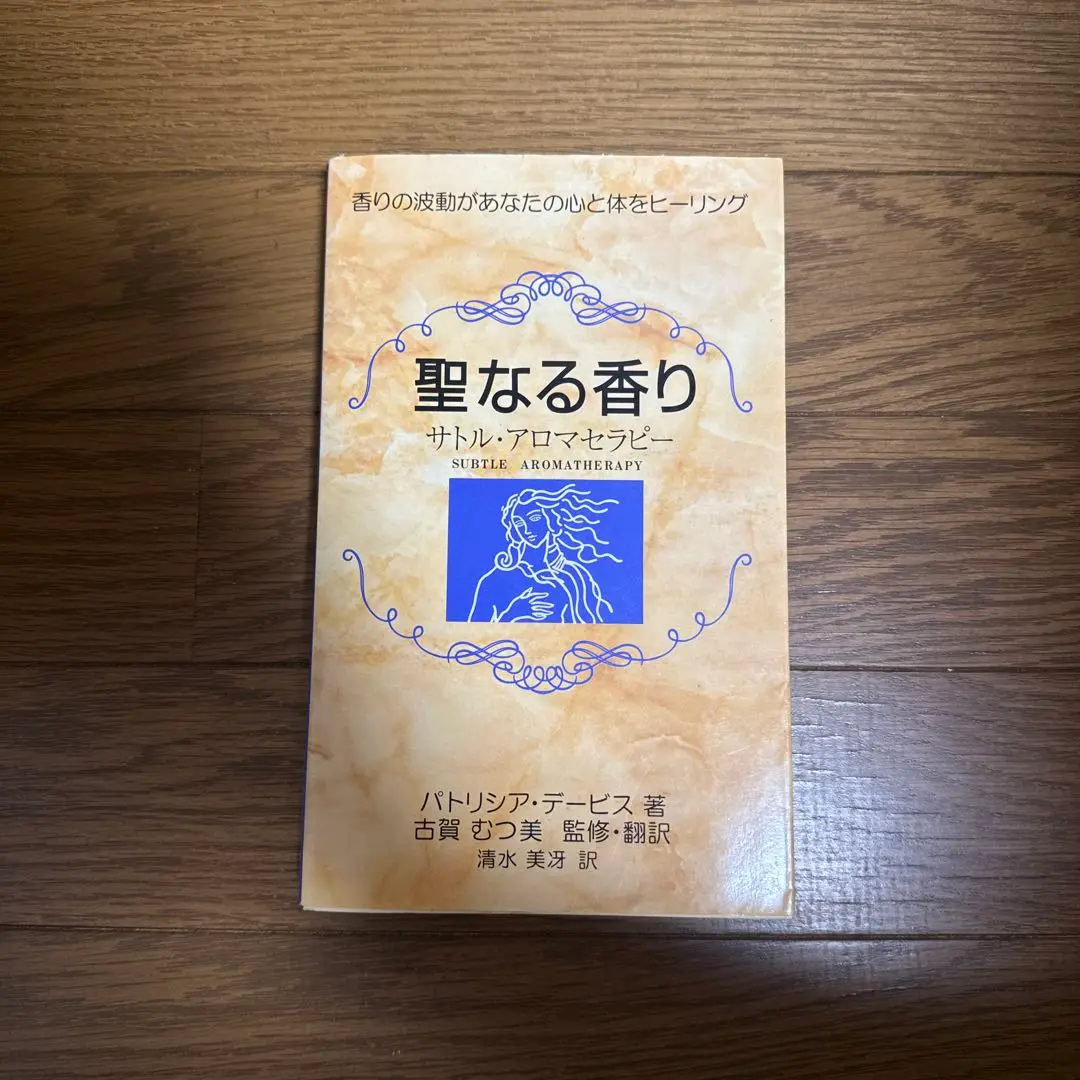 香りの波動があなたの心と体をヒーリング
聖なる香り
サトル・アロマセラピー
SUBTLE AROMATHERAPY
パトリシア・デービス 著
古賀 むつ美 監修・翻訳
清水 美冴 訳